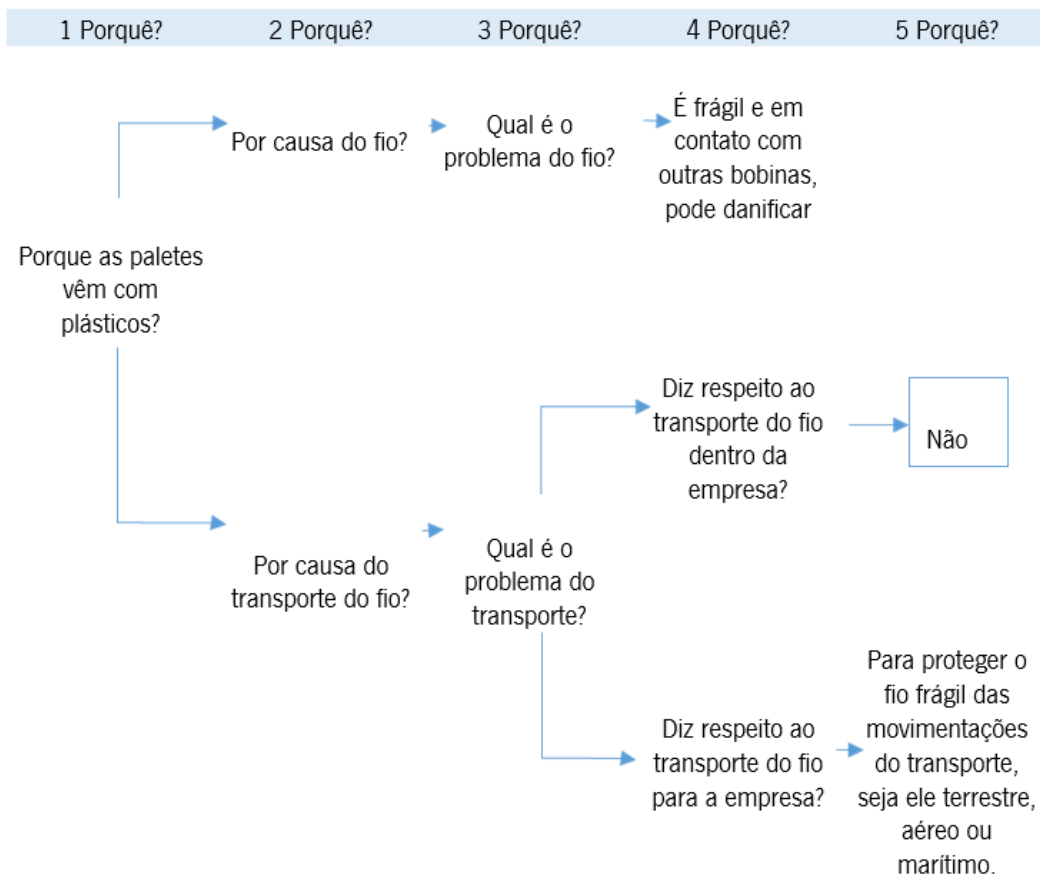 1 Porquê? 2 Porquê? 3 Porquê? 4 Porquê? 5 Porquê?
Por causa do fio?
Qual é o
problema do fio?
É frágil e em
contato com
outras bobinas,
pode danificar
Porque as paletes
vêm com
plásticos?
Diz respeito ao
transporte do fio
dentro da
empresa?
Não
Por causa do
transporte do fio?
Qual é o
problema do
transporte?
Diz respeito ao
transporte do fio
para a empresa?
Para proteger o
fio frágil das
movimentações
do transporte,
seja ele terrestre,
aéreo ou
marítimo.